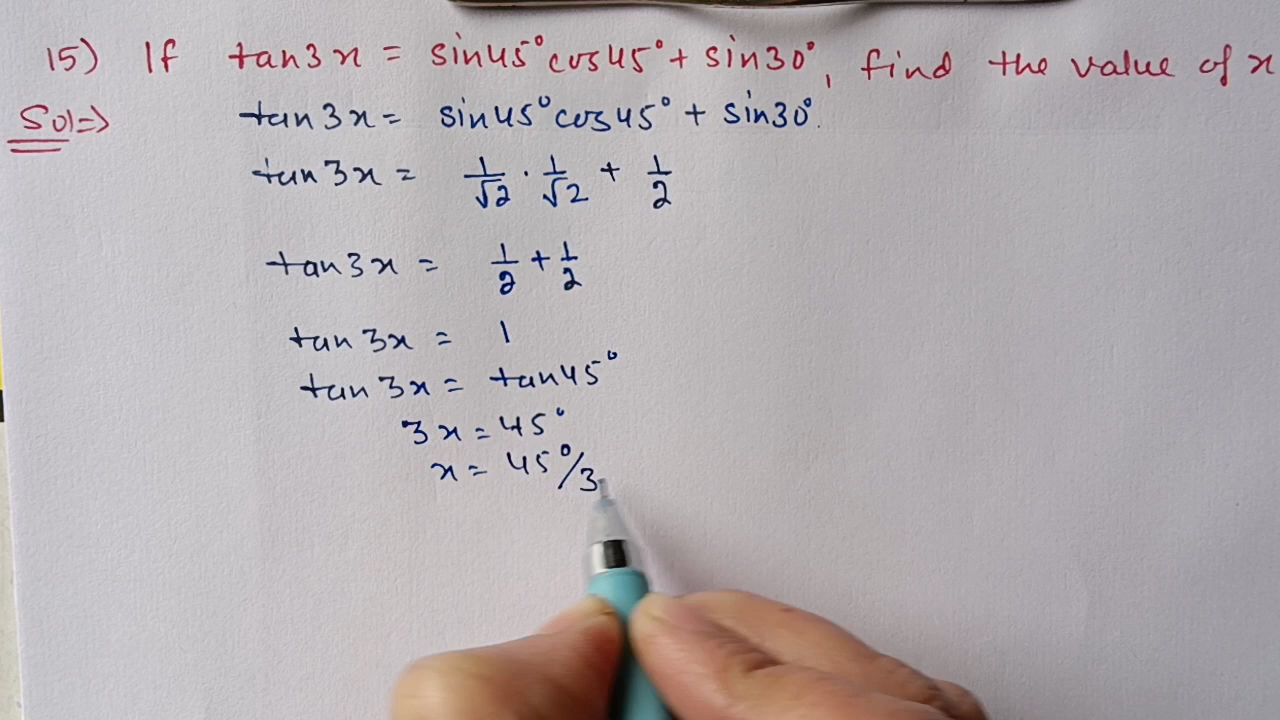 15) If tan3x = sin45° cos45° + sin30°, find the value of x
Sol=> tan3x = sin45° cos45° + sin30°.
tan3x = 1/√2 · 1/√2 + 1/2
tan3x = 1/2 + 1/2
tan3x = 1
tan3x = tan45°
3x = 45°
x = 45°/3